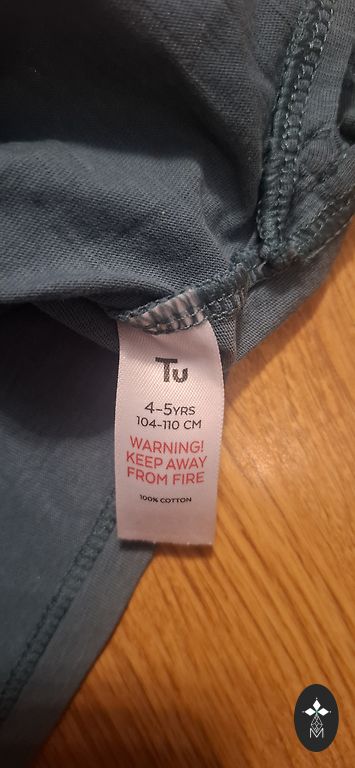 Tu
4-5YRS
104-110 CM
WARNING!
KEEP AWAY
FROM FIRE
100% COTTON
M